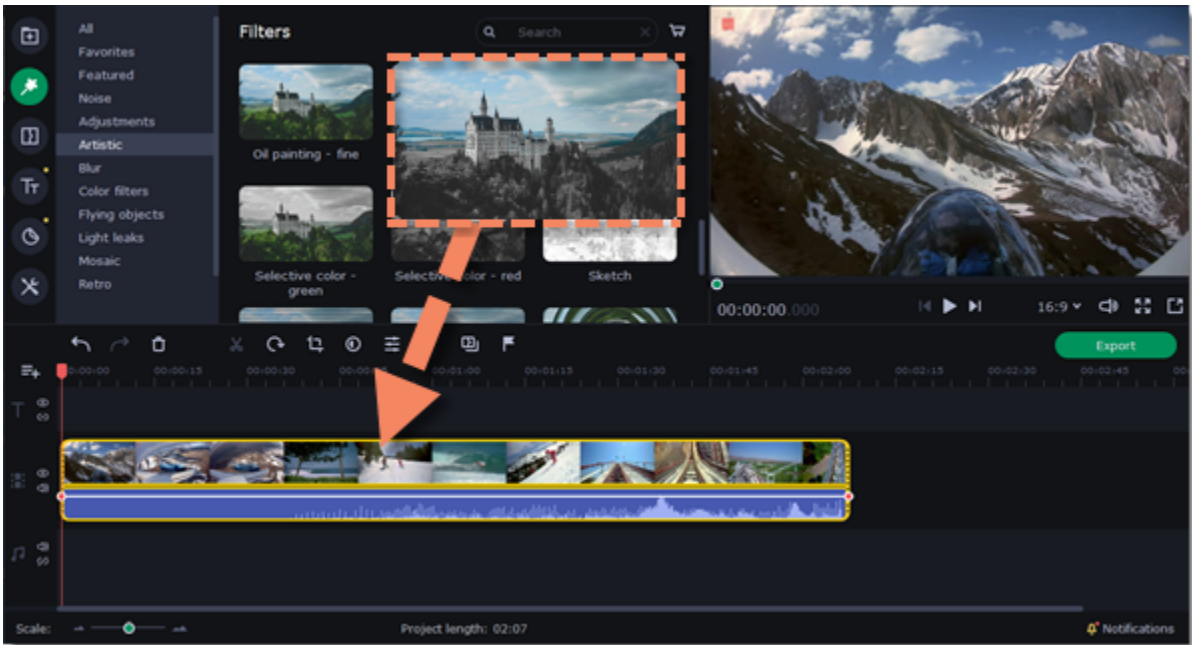 All
Favorites
Featured
Noise
Adjustments
Artistic
Blur
Color filters
Flying objects
Light leaks
Mosaic
Retro
Filters
Search
Oil painting - fine
Selective color -
green
Selective color - red
Sketch
00:00:00.000
16:9
Export
00:00:15
00:00:30
00:01:00
00:01:15
00:01:30
00:01:45
00:02:00
00:02:15
00:02:30
00:02:45
Scale:
Project length: 02:07
Notifications